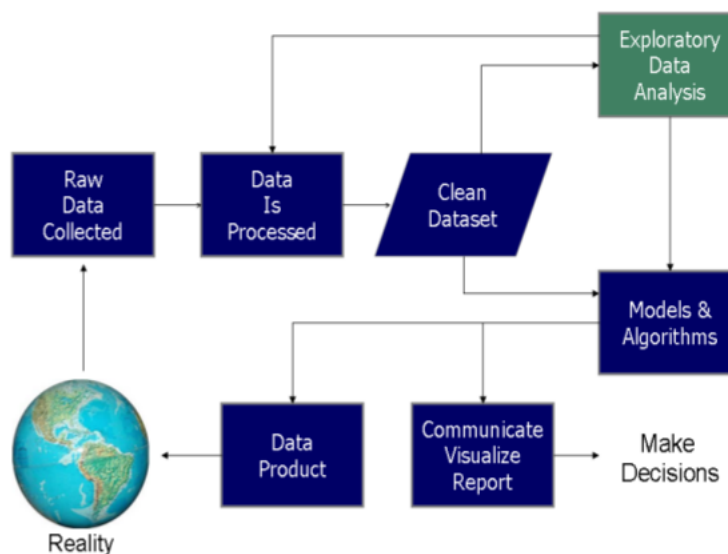 Exploratory
Data
Analysis
Raw
Data
Collected
Data
Is
Processed
Clean
Dataset
Models &
Algorithms
Data
Product
Communicate
Visualize
Report
Make
Decisions
Reality